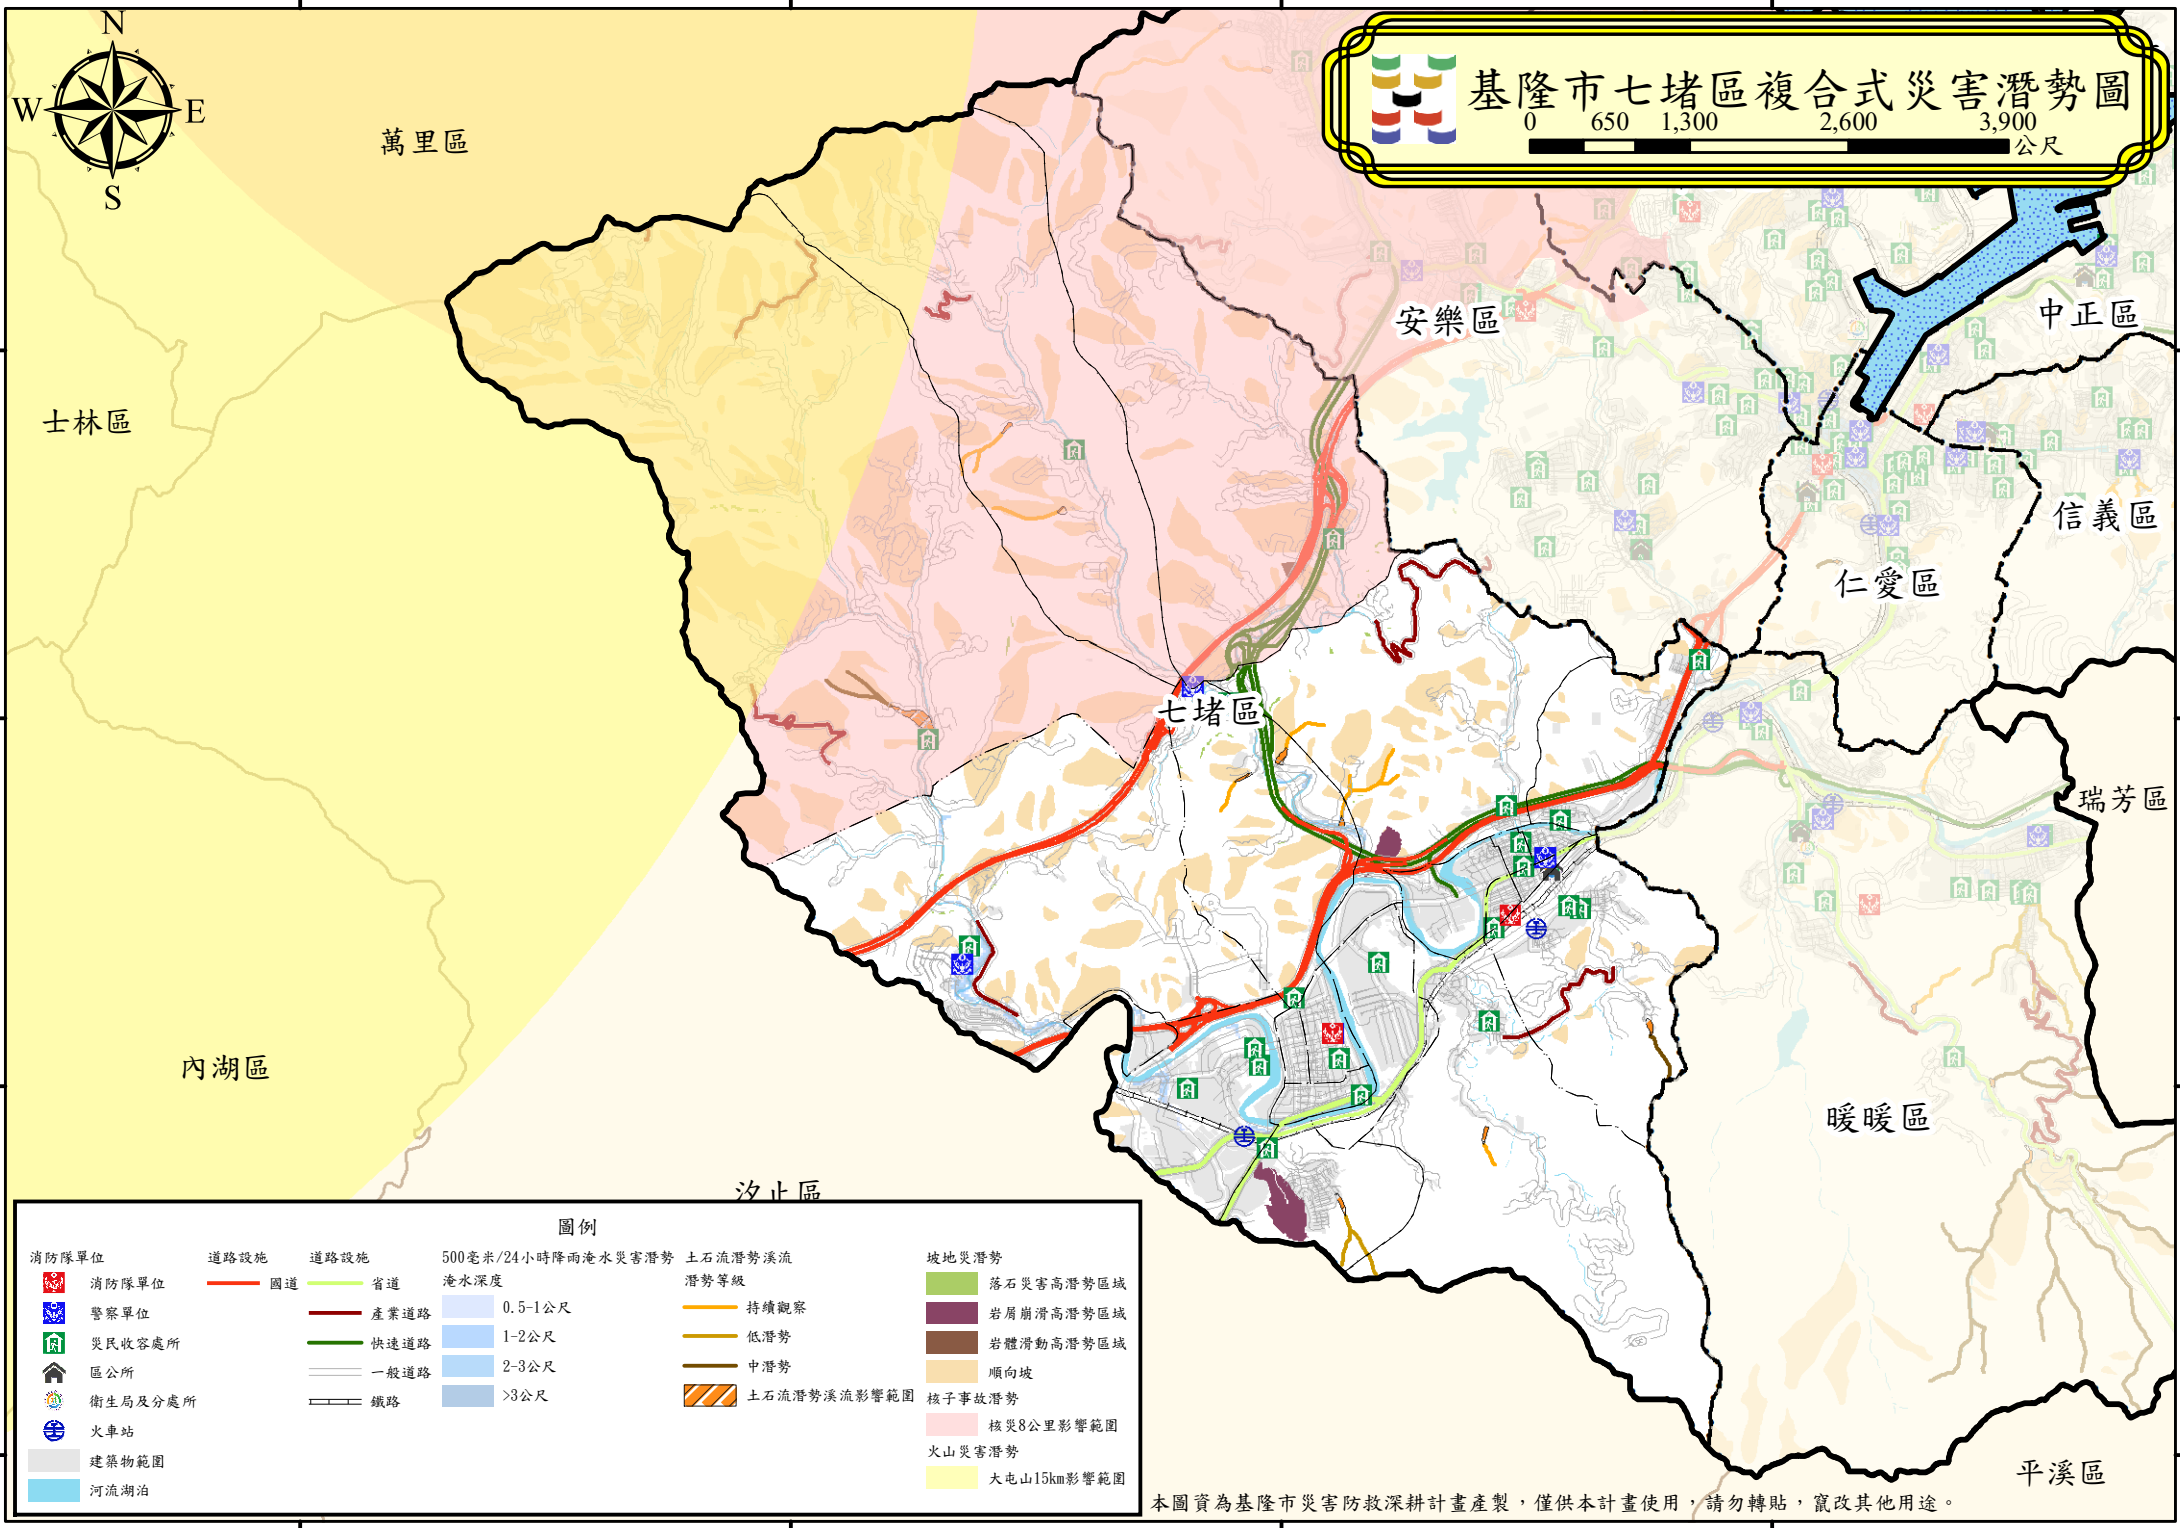 N
W
E
S
基隆市七堵區複合式災害潛勢圖
0 650 1,300 2,600 3,900
公尺
萬里區
安樂區
中正區
士林區
信義區
仁愛區
七堵區
瑞芳區
內湖區
暖暖區
汐止區
平溪區
圖例
消防隊單位
消防隊單位
警察單位
災民收容處所
區公所
衛生局及分處所
火車站
建築物範圍
河流湖泊
道路設施
國道
道路設施
省道
產業道路
快速道路
一般道路
鐵路
500毫米/24小時降雨淹水災害潛勢
淹水深度
0.5-1公尺
1-2公尺
2-3公尺
>3公尺
土石流潛勢溪流
潛勢等級
持續觀察
低潛勢
中潛勢
土石流潛勢溪流影響範圍
坡地災潛勢
落石災害高潛勢區域
岩屑崩滑高潛勢區域
岩體滑動高潛勢區域
順向坡
核子事故潛勢
核災8公里影響範圍
火山災害潛勢
大屯山15km影響範圍
本圖資為基隆市災害防救深耕計畫產製，僅供本計畫使用，請勿轉貼，竄改其他用途。